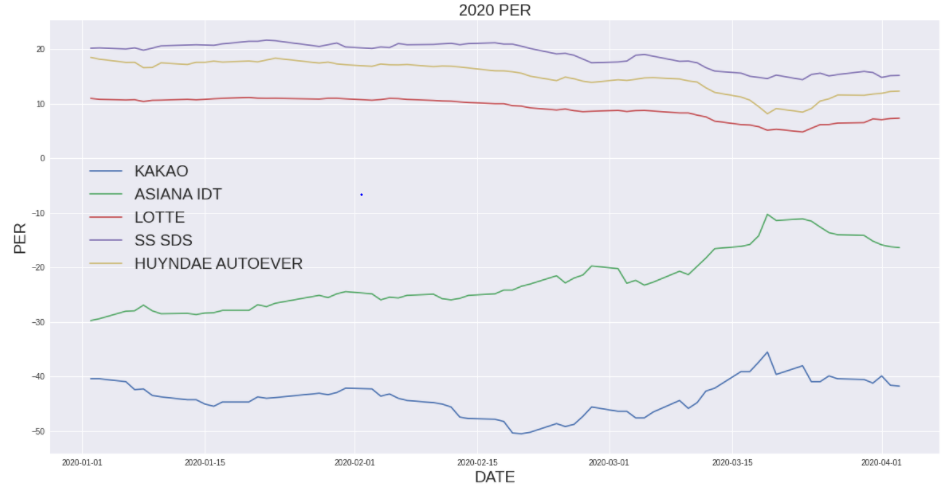 2020 PER
20
10
0
−10
−20
−30
−40
−50
PER
KAKAO
ASIANA IDT
LOTTE
SS SDS
HUYNDAE AUTOEVER
2020-01-01 2020-01-15 2020-02-01 2020-02-15 2020-03-01 2020-03-15 2020-04-01
DATE